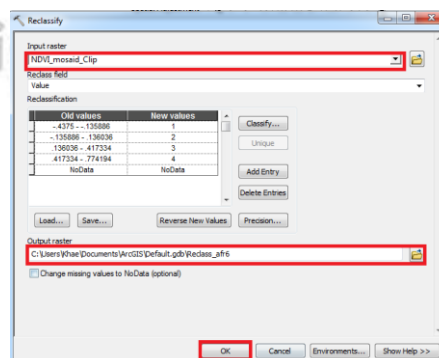 Reclassify
Input raster
NDVI_mosaid_Clip
Reclass field
Value
Reclassification
Old values New values
-.4375 - -.135886 1
-.135886 - .136036 2
.136036 - .417334 3
.417334 - .774194 4
NoData NoData
Classify...
Unique
Add Entry
Delete Entries
Load... Save... Reverse New Values Precision...
Output raster
C:\Users\Khae\Documents\ArcGIS\Default.gdb\Reclass_afr6
Change missing values to NoData (optional)
OK Cancel Environments... Show Help >>